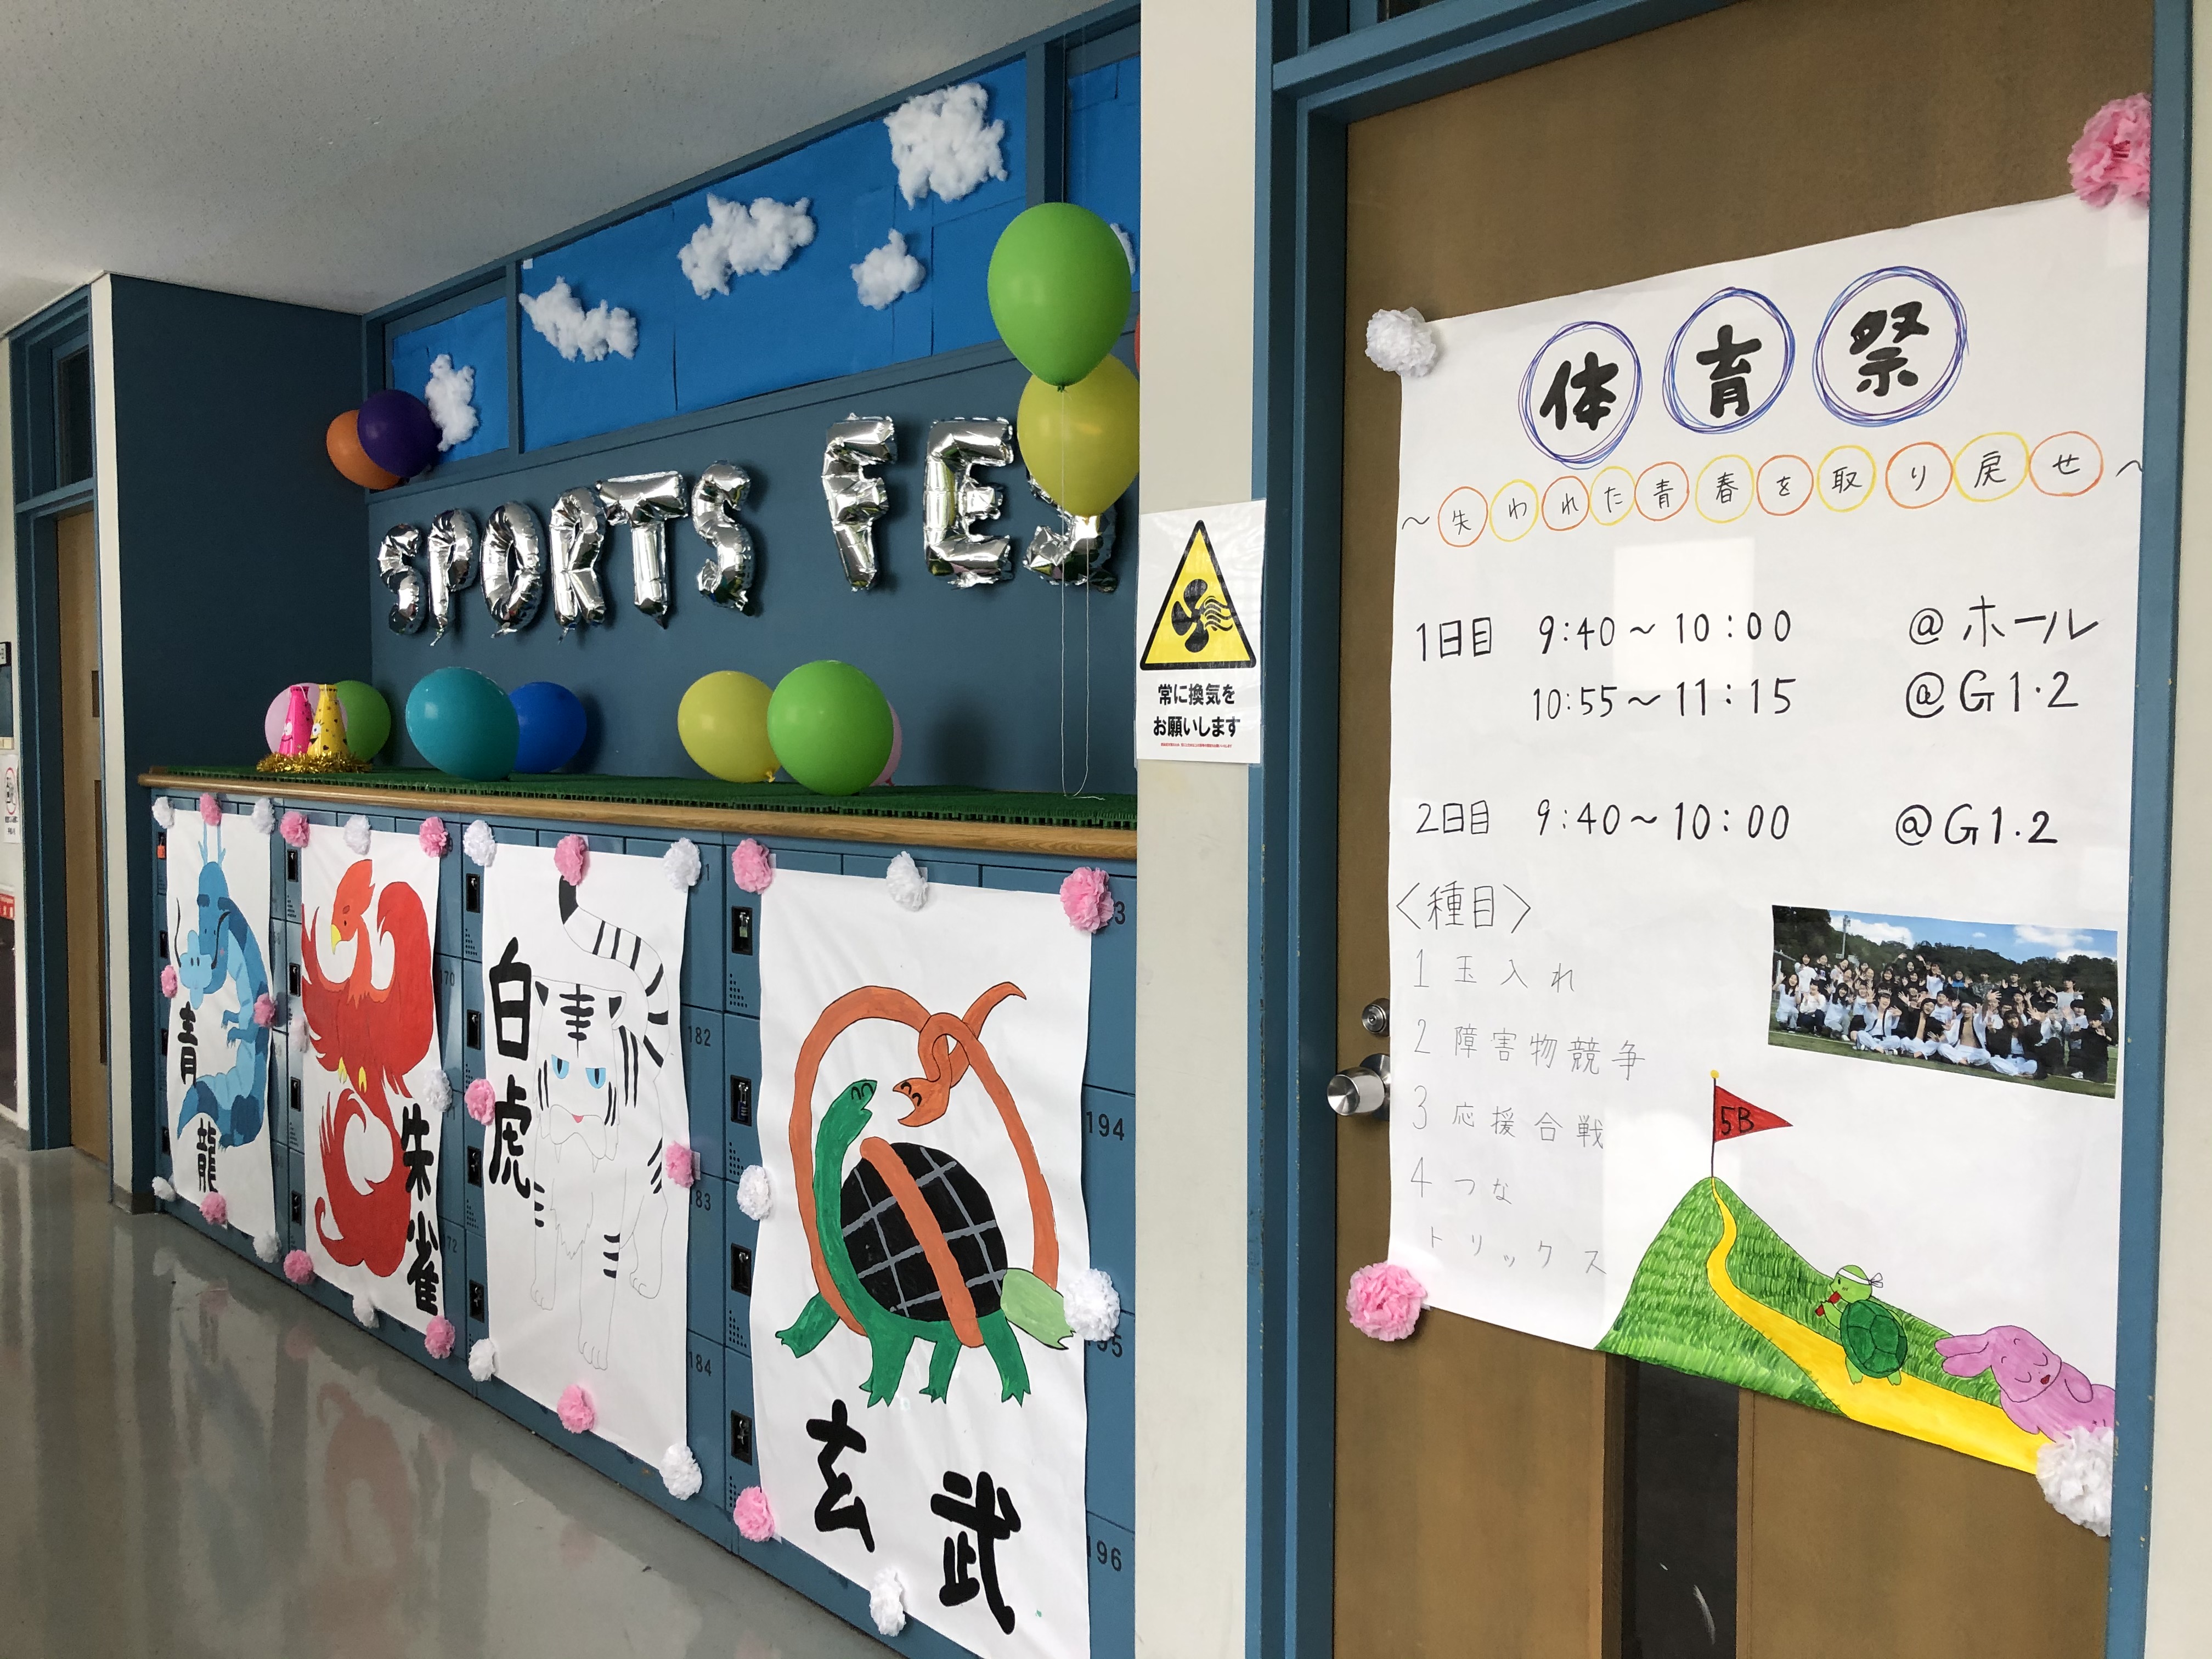 SPORTS FES
青龍
朱雀
白虎
玄武
182
183
184
194
195
196
常に換気を
お願いします
体育祭
～失われた青春を取り戻せ～
1日目 9:40～10:00 @ホール
10:55～11:15 @G1・2
2日目 9:40～10:00 @G1.2
〈種目〉
1 玉入れ
2 障害物競争
3 応援合戦
4 つな
トリックス
5B